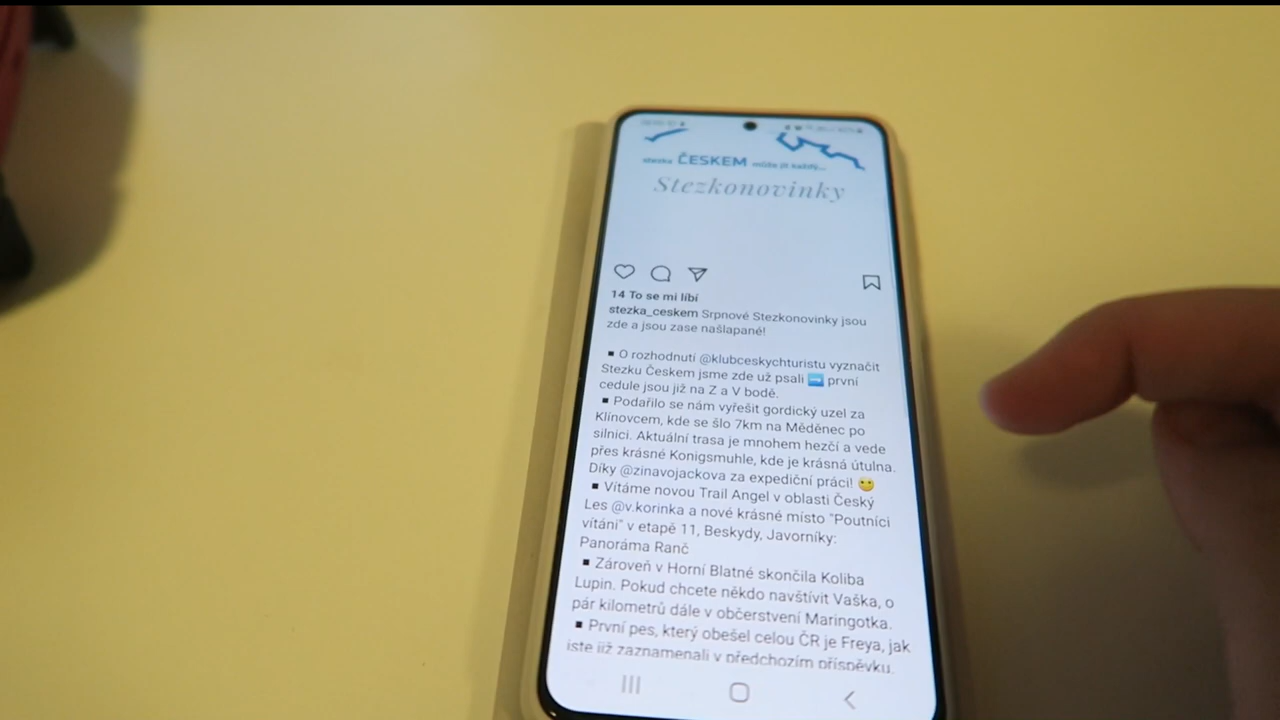 stezka ČESKEM může jít každý...
Stezkonovinky
14 To se mi líbí
stezka_ceskem Srpnové Stezkonovinky jsou
zde a jsou zase našlapané!
▪️O rozhodnutí @klubceskychturistu vyznačit
Stezku Českem jsme zde už psali ➡️ první
cedule jsou již na Z a V bodě.
▪️Podařilo se nám vyřešit gordický uzel za
Klínovcem, kde se šlo 7km na Měděnec po
silnici. Aktuální trasa je mnohem hezčí a vede
přes krásné Konigsmuhle, kde je krásná útulna.
Díky @zinavojackova za expediční práci!
▪️Vítáme novou Trail Angel v oblasti Český
Les @v.korinka a nové krásné místo "Poutníci
vítáni" v etapě 11, Beskydy, Javorníky:
Panoráma Ranč
▪️Zároveň v Horní Blatné skončila Koliba
Lupin. Pokud chcete někdo navštívit Vaška, o
pár kilometrů dále v občerstvení Maringotka.
▪️První pes, který obešel celou ČR je Freya, jak
jste již zaznamenali v předchozím příspěvku.